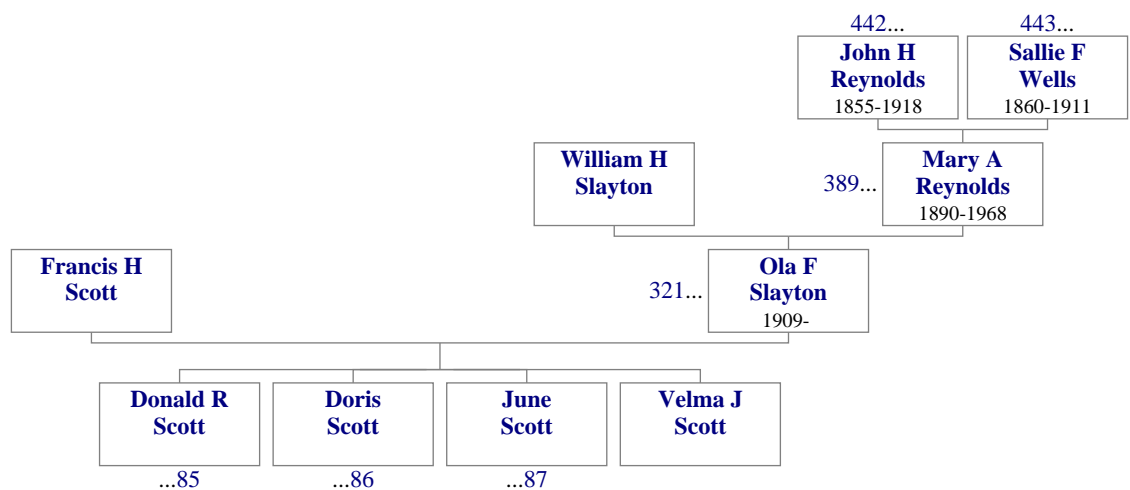 442...
443...
John H
Reynolds
1855-1918
Sallie F
Wells
1860-1911
William H
Slayton
389...
Mary A
Reynolds
1890-1968
Francis H
Scott
321...
Ola F
Slayton
1909-
Donald R
Scott
Doris
Scott
June
Scott
Velma J
Scott
...85
...86
...87